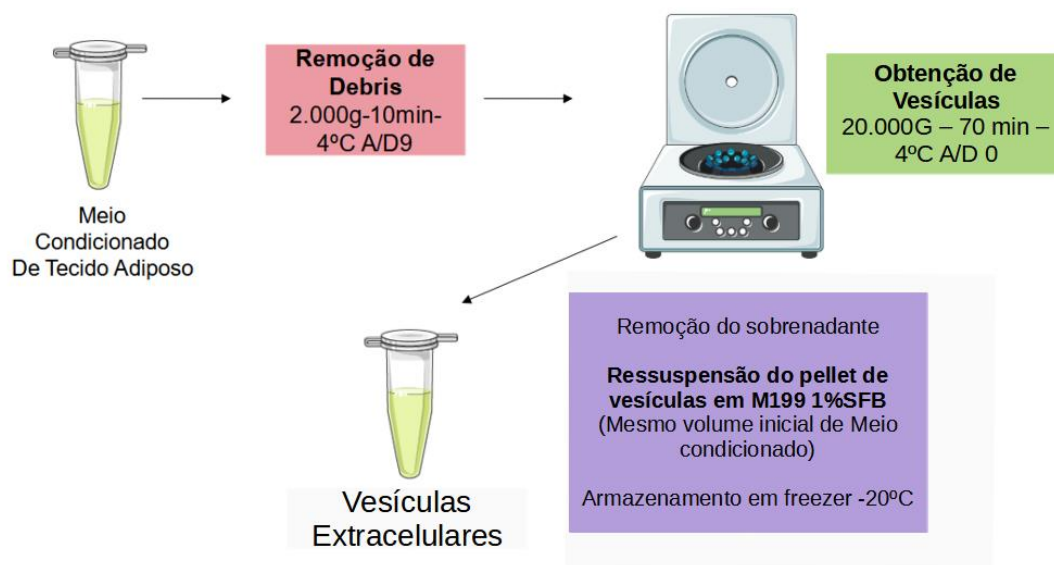 Meio
Condicionado
De Tecido Adiposo
Remoção de
Debris
2.000g-10min-
4ºC A/D9
Obtenção de
Vesículas
20.000G – 70 min –
4ºC A/D 0
Vesículas
Extracelulares
Remoção do sobrenadante
Ressuspensão do pellet de
vesículas em M199 1%SFB
(Mesmo volume inicial de Meio
condicionado)
Armazenamento em freezer -20ºC